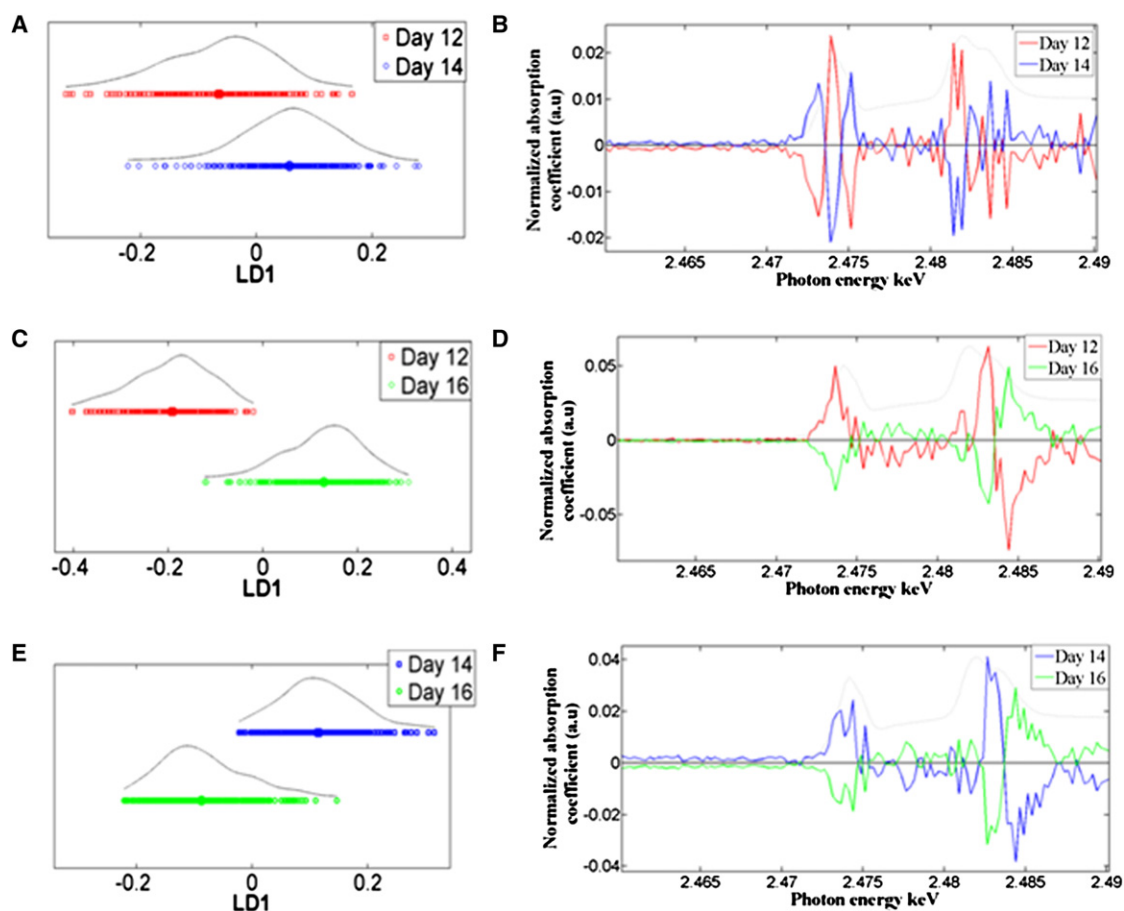 A
Day 12
Day 14
-0.2 0 0.2
LD1
B
Normalized absorption
coefficient (a.u)
0.02
0.01
0
-0.01
-0.02
Day 12
Day 14
2.465 2.47 2.475 2.48 2.485 2.49
Photon energy keV
C
Day 12
Day 16
-0.4 -0.2 0 0.2 0.4
LD1
D
Normalized absorption
coefficient (a.u)
0.05
0
-0.05
Day 12
Day 16
2.465 2.47 2.475 2.48 2.485 2.49
Photon energy keV
E
Day 14
Day 16
-0.2 0 0.2
LD1
F
Normalized absorption
coefficient (a.u)
0.04
0.02
0
-0.02
-0.04
Day 14
Day 16
2.465 2.47 2.475 2.48 2.485 2.49
Photon energy keV